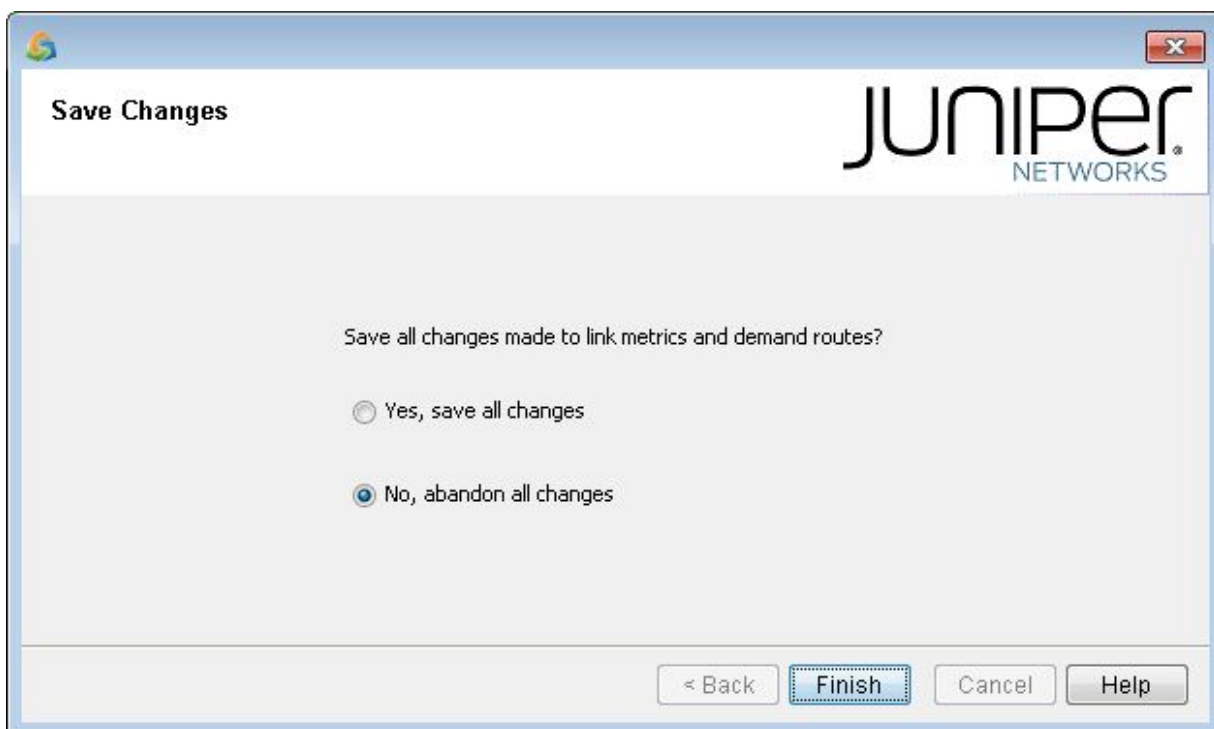 Save Changes
JUNIPER
NETWORKS
Save all changes made to link metrics and demand routes?
Yes, save all changes
No, abandon all changes
< Back
Finish
Cancel
Help